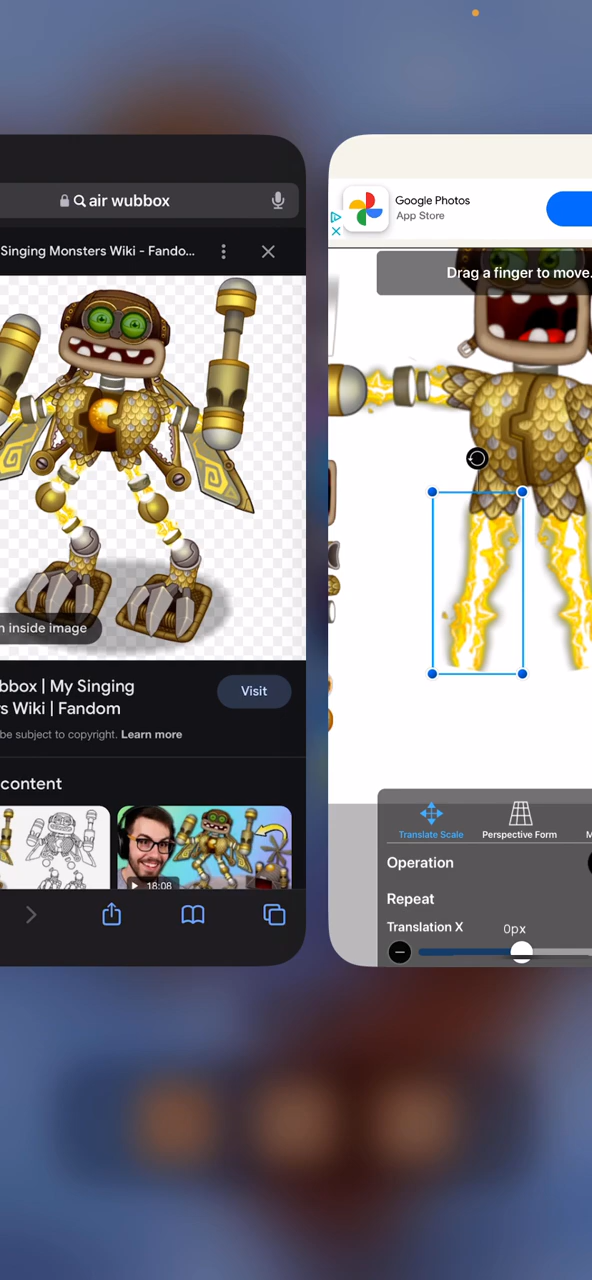 air wubbox
Singing Monsters Wiki - Fando...
n inside image
bbox | My Singing
rs Wiki | Fandom
Visit
be subject to copyright. Learn more
content
18:08
Google Photos
App Store
Drag a finger to move.
Translate Scale
Perspective Form
M
Operation
Repeat
Translation X
0px